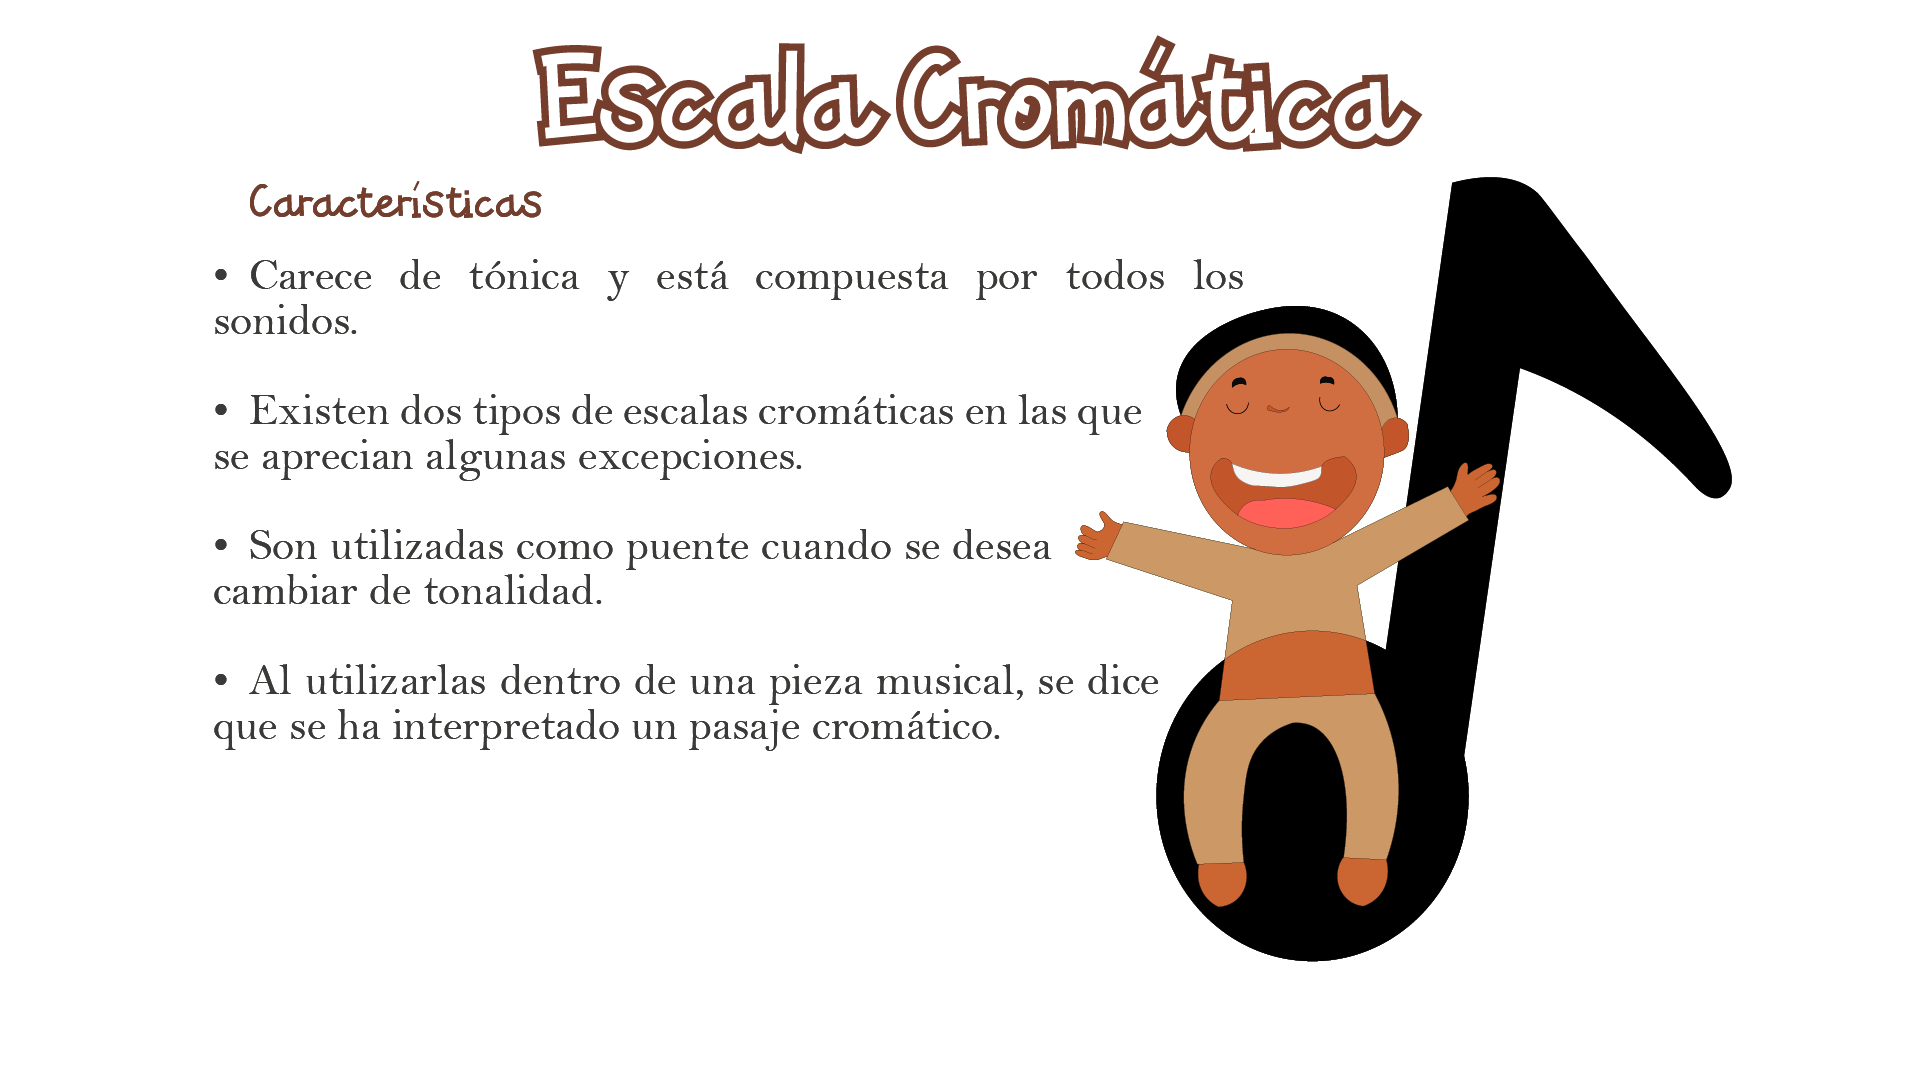 Escala Cromática
Características
• Carece de tónica y está compuesta por todos los
sonidos.
• Existen dos tipos de escalas cromáticas en las que
se aprecian algunas excepciones.
• Son utilizadas como puente cuando se desea
cambiar de tonalidad.
• Al utilizarlas dentro de una pieza musical, se dice
que se ha interpretado un pasaje cromático.